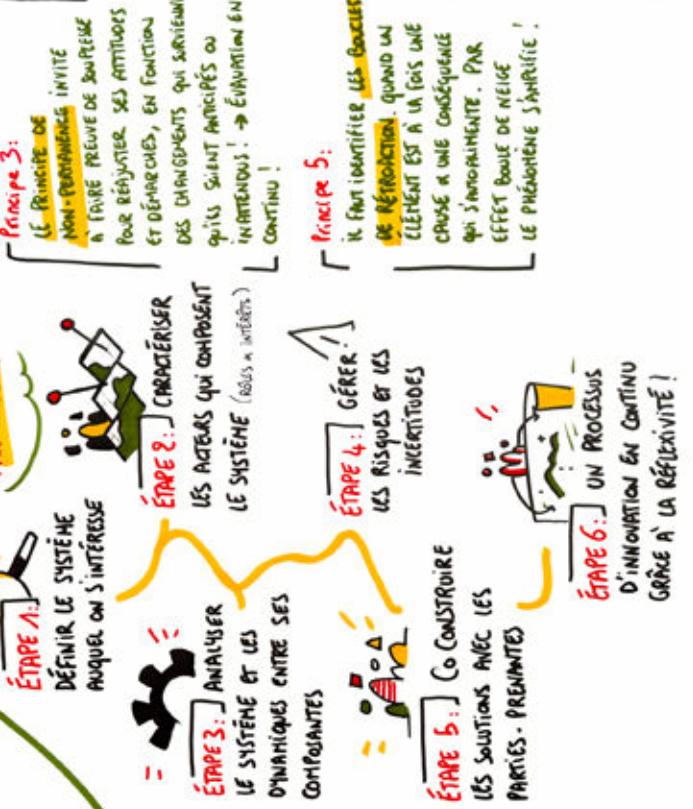 ÉTAPE 1:
DÉFINIR LE SYSTÈME
AUQUEL ON S'INTÉRESSE
ÉTAPE 2: CARACTÉRISER
LES ACTEURS QUI COMPOSENT
LE SYSTÈME (RÔLES & INTÉRÊTS)
ÉTAPE 3: ANALYSER
LE SYSTÈME ET LES
DYNAMIQUES ENTRE SES
COMPOSANTES
ÉTAPE 4: GÉRER
LES RISQUES ET LES
INCERTITUDES
ÉTAPE 5: CO CONSTRUIRE
LES SOLUTIONS AVEC LES
PARTIES-PRENANTES
ÉTAPE 6: UN PROCESSUS
D'INNOVATION EN CONTINU
GRÂCE À LA RÉFLEXIVITÉ !
Principe 3:
LE PRINCIPE DE
NON-PERMANENCE INVITE
À FAIRE PREUVE DE SOUPLESSE
POUR RÉAJUSTER SES ATTITUDES
ET DÉMARCHES, EN FONCTION
DES CHANGEMENTS QUI
QU'ILS SOIENT ANTICIPÉS OU
INATTENDUS ! → ÉVALUATION EN
CONTINU !
Principe 5:
IL FAUT IDENTIFIER LES BOUCLES
DE RÉTROACTION. QUAND UN
ÉLÉMENT EST À LA FOIS UNE
CAUSE & UNE CONSÉQUENCE
QUI S'AUTOALIMENTE. PAR
EFFET BOULE DE NEIGE
LE PHÉNOMÈNE S'AMPLIFIE !